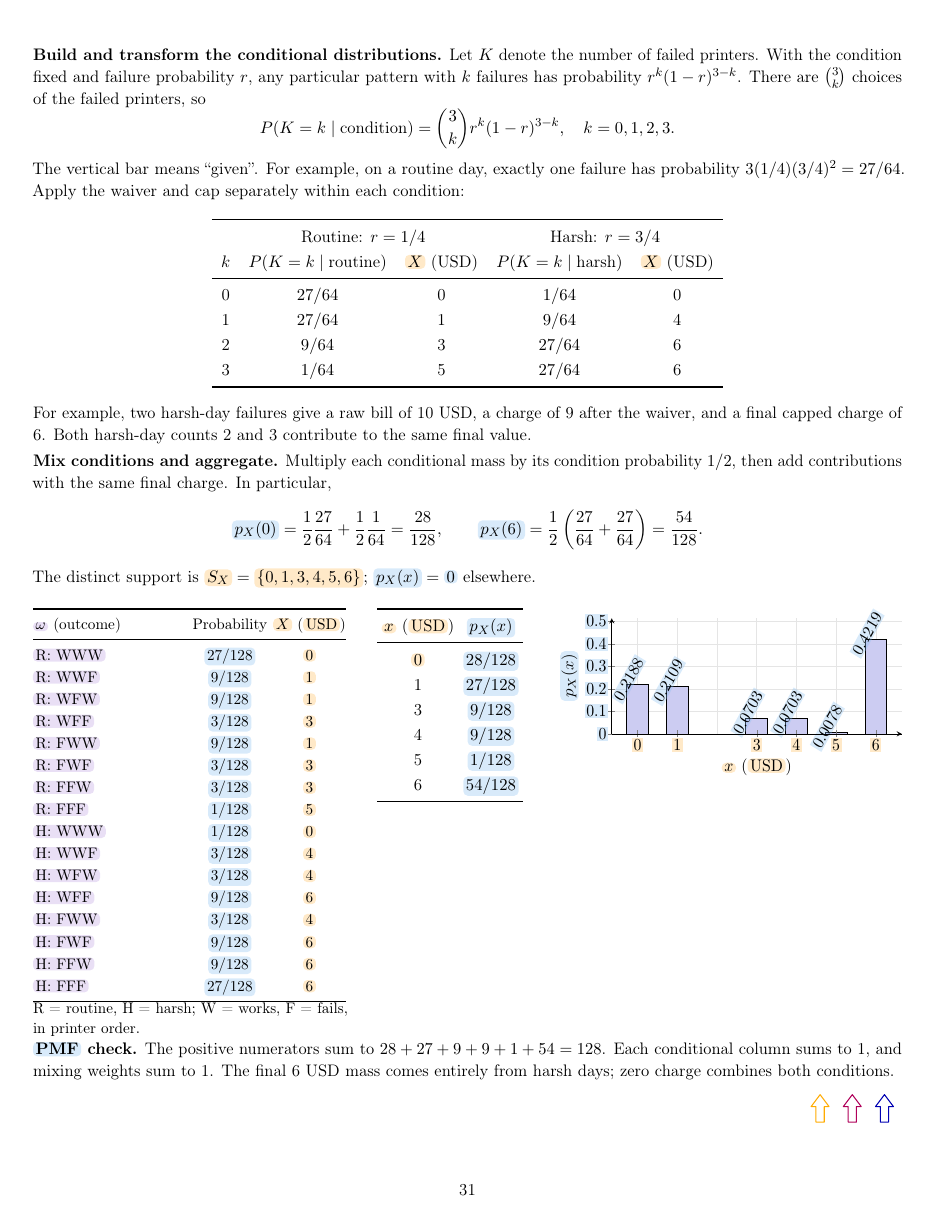 Build and transform the conditional distributions. Let K denote the number of failed printers. With the condition
fixed and failure probability r, any particular pattern with k failures has probability r^k(1 − r)^{3−k}. There are \binom{3}{k} choices
of the failed printers, so
P(K = k | condition) = \binom{3}{k} r^k(1 − r)^{3−k}, k = 0, 1, 2, 3.
The vertical bar means “given”. For example, on a routine day, exactly one failure has probability 3(1/4)(3/4)^2 = 27/64.
Apply the waiver and cap separately within each condition:
Routine: r = 1/4 Harsh: r = 3/4
k P(K = k | routine) X (USD) P(K = k | harsh) X (USD)
0 27/64 0 1/64 0
1 27/64 1 9/64 4
2 9/64 3 27/64 6
3 1/64 5 27/64 6
For example, two harsh-day failures give a raw bill of 10 USD, a charge of 9 after the waiver, and a final capped charge of
6. Both harsh-day counts 2 and 3 contribute to the same final value.
Mix conditions and aggregate. Multiply each conditional mass by its condition probability 1/2, then add contributions
with the same final charge. In particular,
p_X(0) = \frac{1}{2}\frac{27}{64} + \frac{1}{2}\frac{1}{64} = \frac{28}{128}, p_X(6) = \frac{1}{2}\left(\frac{27}{64} + \frac{27}{64}\right) = \frac{54}{128}.
The distinct support is S_X = {0, 1, 3, 4, 5, 6}; p_X(x) = 0 elsewhere.
ω (outcome) Probability X (USD)
R: WWW 27/128 0
R: WWF 9/128 1
R: WFW 9/128 1
R: WFF 3/128 3
R: FWW 9/128 1
R: FWF 3/128 3
R: FFW 3/128 3
R: FFF 1/128 5
H: WWW 1/128 0
H: WWF 3/128 4
H: WFW 3/128 4
H: WFF 9/128 6
H: FWW 3/128 4
H: FWF 9/128 6
H: FFW 9/128 6
H: FFF 27/128 6
R = routine, H = harsh; W = works, F = fails,
in printer order.
x (USD) p_X(x)
0 28/128
1 27/128
3 9/128
4 9/128
5 1/128
6 54/128
p_X(x)
0.5
0.4
0.3
0.2
0.1
0
0.2188 0.2109 0.0703 0.0703 0.0078 0.4219
0 1 3 4 5 6
x (USD)
PMF check. The positive numerators sum to 28 + 27 + 9 + 9 + 1 + 54 = 128. Each conditional column sums to 1, and
mixing weights sum to 1. The final 6 USD mass comes entirely from harsh days; zero charge combines both conditions.
31